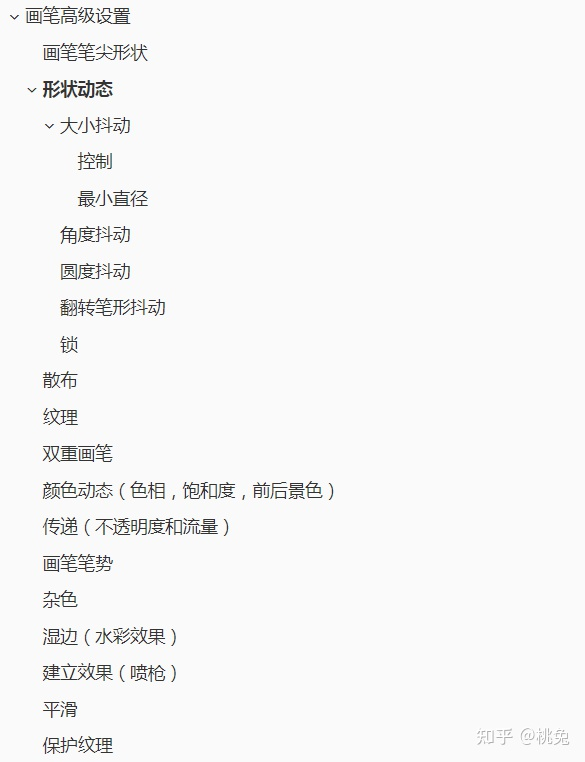 画笔高级设置
画笔笔尖形状
形状动态
大小抖动
控制
最小直径
角度抖动
圆度抖动
翻转笔形抖动
锁
散布
纹理
双重画笔
颜色动态（色相，饱和度，前后景色）
传递（不透明度和流量）
画笔笔势
杂色
湿边（水彩效果）
建立效果（喷枪）
平滑
保护纹理
知乎 @桃兔